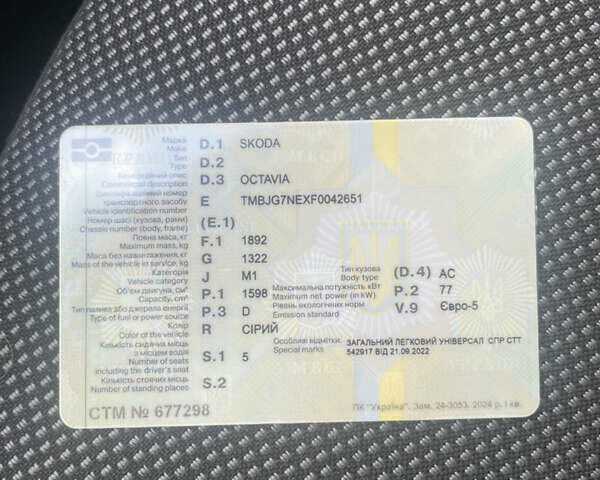 Марка
Make D.1 SKODA
Тип
Type D.2
Комерційний опис
Commercial description D.3 OCTAVIA
Ідентифікаційний номер
транспортного засобу E TMBJG7NEXF0042651
Vehicle identification number
Номер шасі (кузова, рами) (E.1)
Chassis number (body, frame)
Повна маса, кг F.1 1892
Maximum mass, kg
Маса без навантаження, кг G 1322
Mass of the vehicle in service, kg
Категорія
Vehicle category J M1
Тип кузова
Body type (D.4) AC
Об'єм двигуна, см³ P.1 1598
Capacity, cm³
Максимальна потужність кВт P.2 77
Maximum net power (in kW)
Тип палива або джерела енергії P.3 D
Type of fuel or power source
Рівень екологічних норм V.9 Євро-5
Emission standard
Колір R СІРИЙ
Color of the vehicle
Особливі відмітки: ЗАГАЛЬНИЙ ЛЕГКОВИЙ УНІВЕРСАЛ СПР СТТ
Special marks 542917 ВІД 21.09.2022
Кількість сидячих місць
з місцем водія S.1 5
Number of seats
including the driver's seat
Кількість стоячих місць S.2
Number of standing places
СТМ № 677298
ПК "Україна". Зам. 24-3053. 2024 р. I кв.